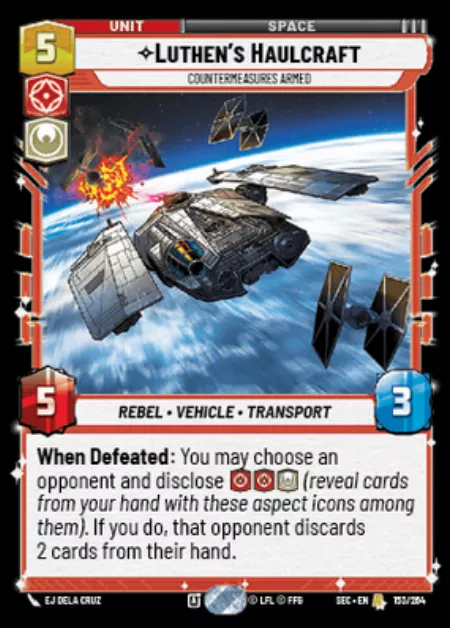 UNIT SPACE
5 LUTHEN'S HAULCRAFT
COUNTERMEASURES ARMED
5 REBEL • VEHICLE • TRANSPORT 3
When Defeated: You may choose an
opponent and disclose (reveal cards
from your hand with these aspect icons among
them). If you do, that opponent discards
2 cards from their hand.
EJ DELA CRUZ A © LFL © FFG SEC • EN 153/264